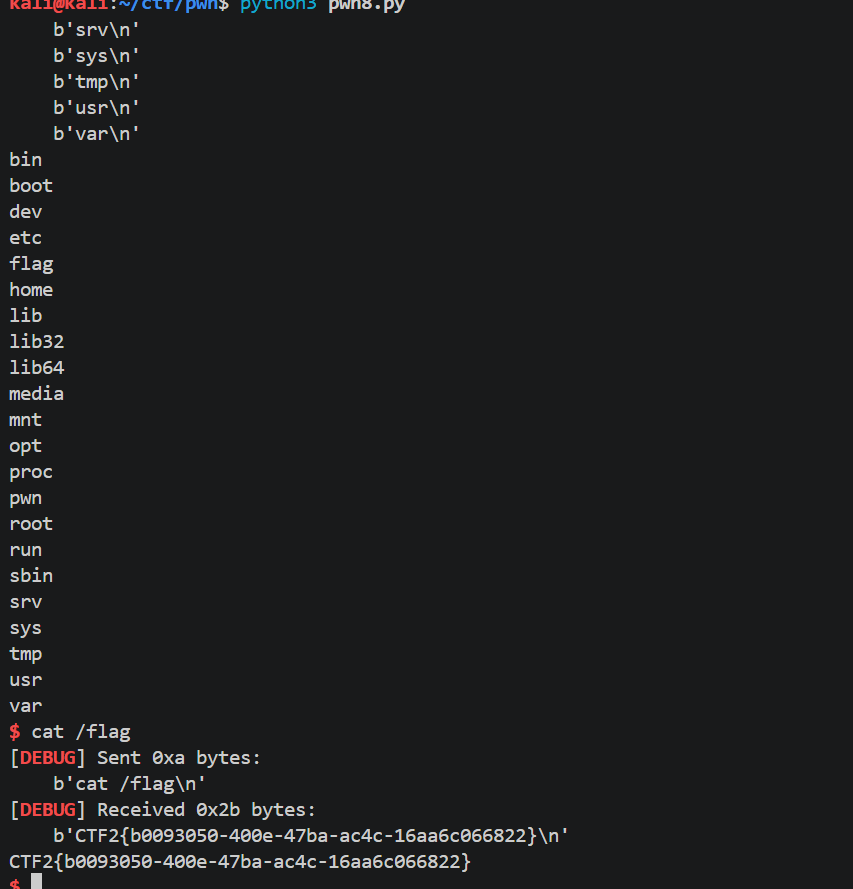 kali@kali:~/ctf/pwn$ python3 pwn8.py
b'srv\n'
b'sys\n'
b'tmp\n'
b'usr\n'
b'var\n'
bin
boot
dev
etc
flag
home
lib
lib32
lib64
media
mnt
opt
proc
pwn
root
run
sbin
srv
sys
tmp
usr
var
$ cat /flag
[DEBUG] Sent 0xa bytes:
b'cat /flag\n'
[DEBUG] Received 0x2b bytes:
b'CTF2{b0093050-400e-47ba-ac4c-16aa6c066822}\n'
CTF2{b0093050-400e-47ba-ac4c-16aa6c066822}
$